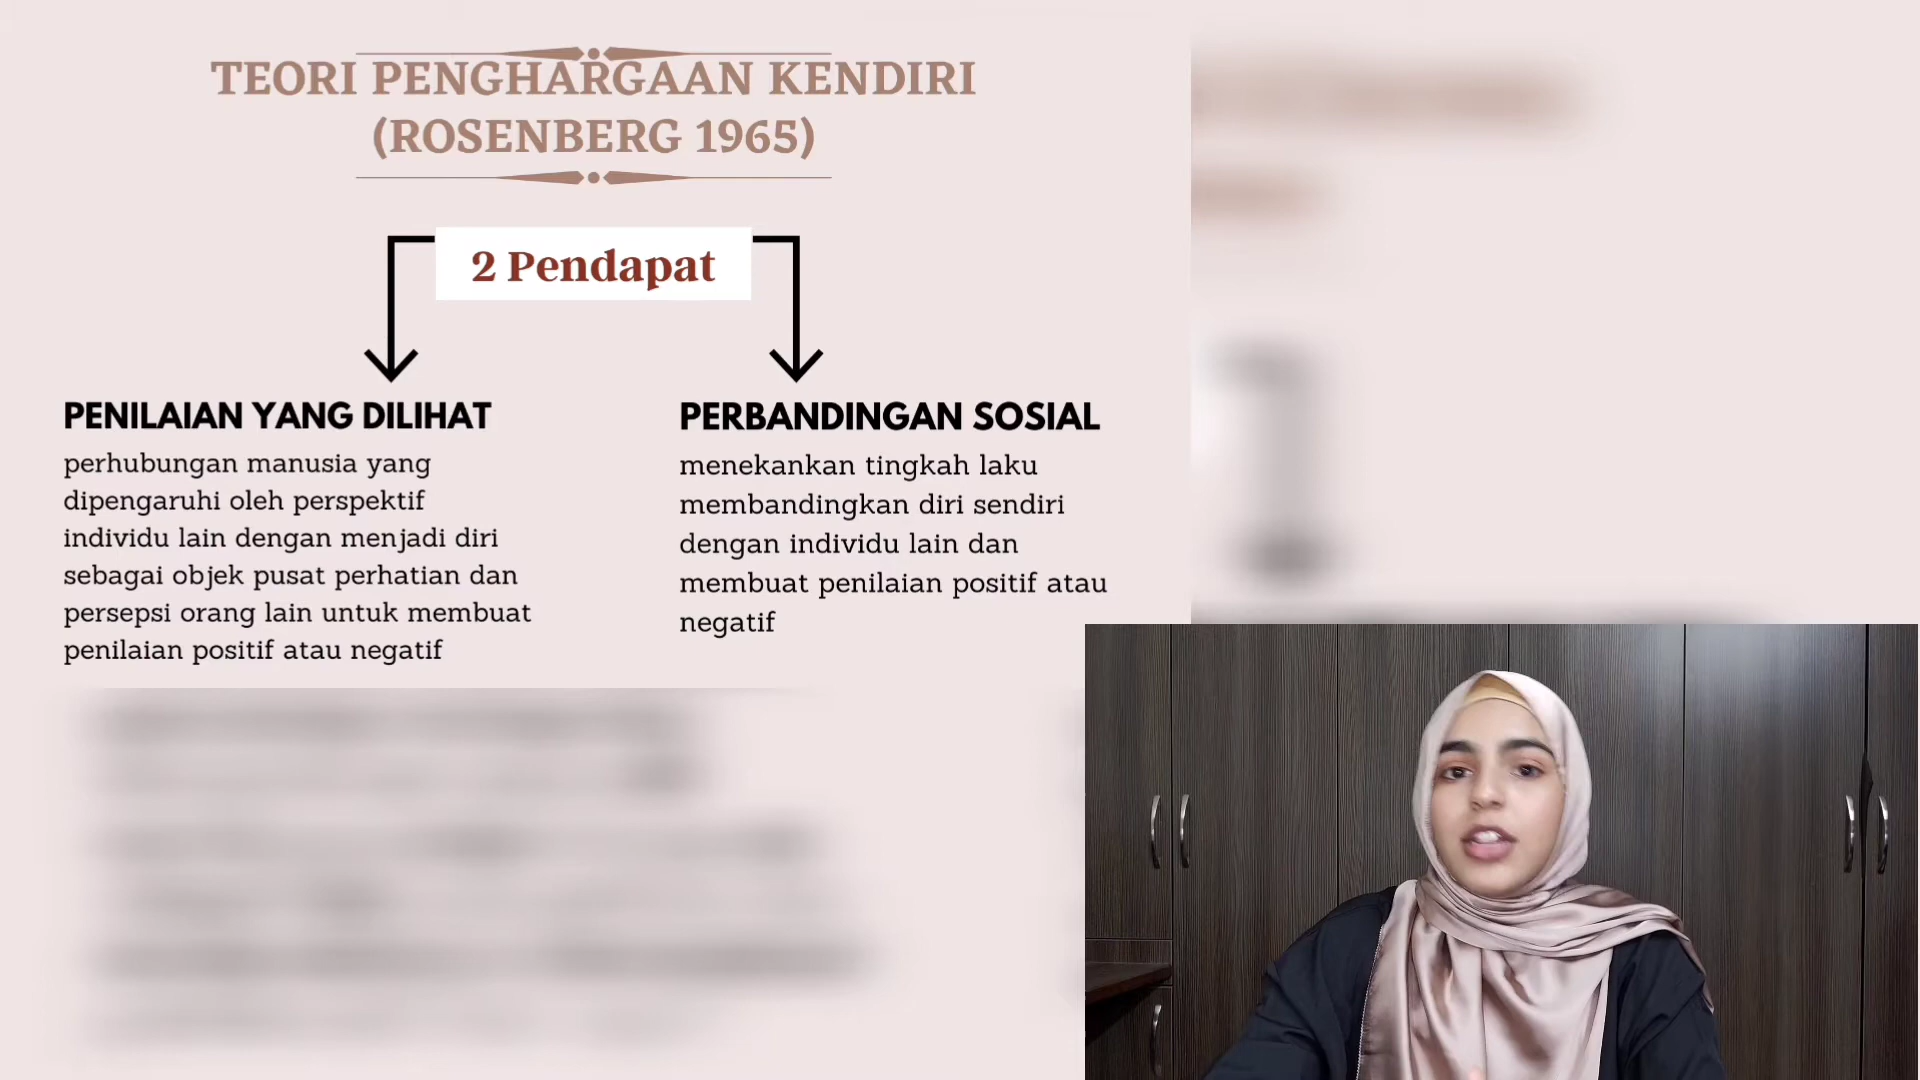 TEORI PENGHARGAAN KENDIRI
(ROSENBERG 1965)
2 Pendapat
PENILAIAN YANG DILIHAT
perhubungan manusia yang
dipengaruhi oleh perspektif
individu lain dengan menjadi diri
sebagai objek pusat perhatian dan
persepsi orang lain untuk membuat
penilaian positif atau negatif
PERBANDINGAN SOSIAL
menekankan tingkah laku
membandingkan diri sendiri
dengan individu lain dan
membuat penilaian positif atau
negatif